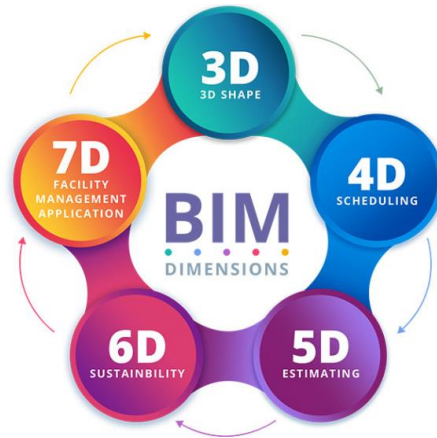 3D
3D SHAPE
4D
SCHEDULING
5D
ESTIMATING
6D
SUSTAINBILITY
7D
FACILITY
MANAGEMENT
APPLICATION
BIM
DIMENSIONS